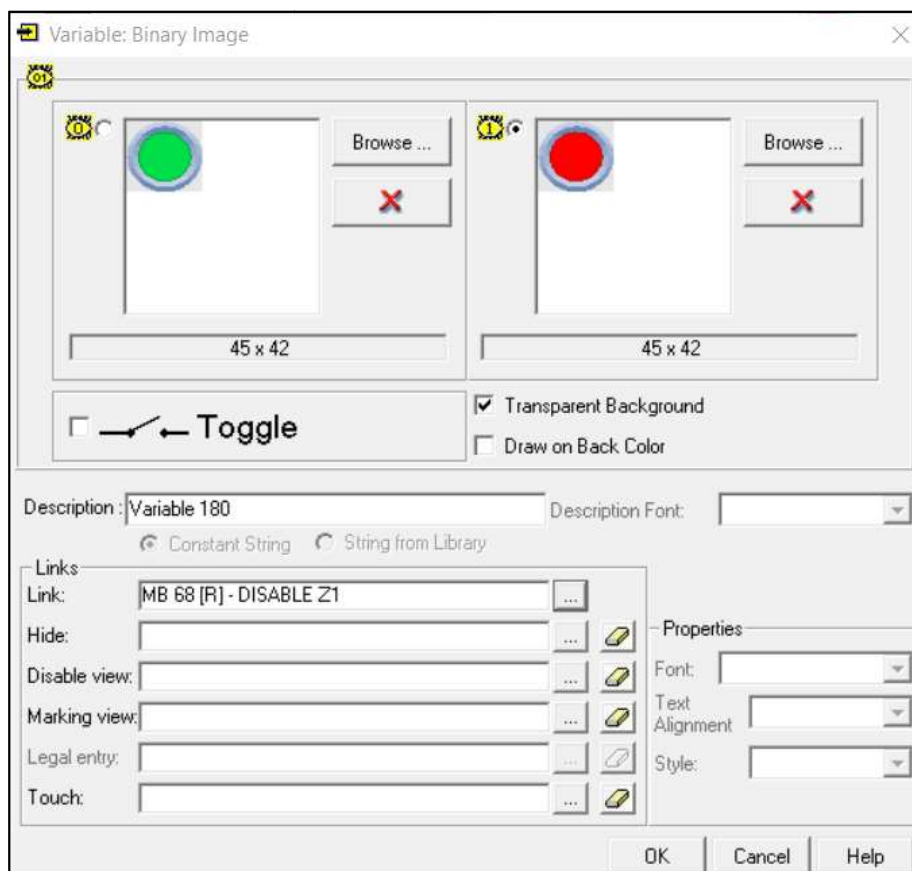 Variable: Binary Image
01
0
Browse ...
1
Browse ...
45 x 42
45 x 42
Toggle
Transparent Background
Draw on Back Color
Description : Variable 180
Description Font:
Constant String
String from Library
Links
Link: MB 68 [R] - DISABLE Z1 ...
Hide: ...
Properties
Disable view: ...
Font:
Marking view: ...
Text Alignment
Legal entry: ...
Style:
Touch: ...
OK
Cancel
Help